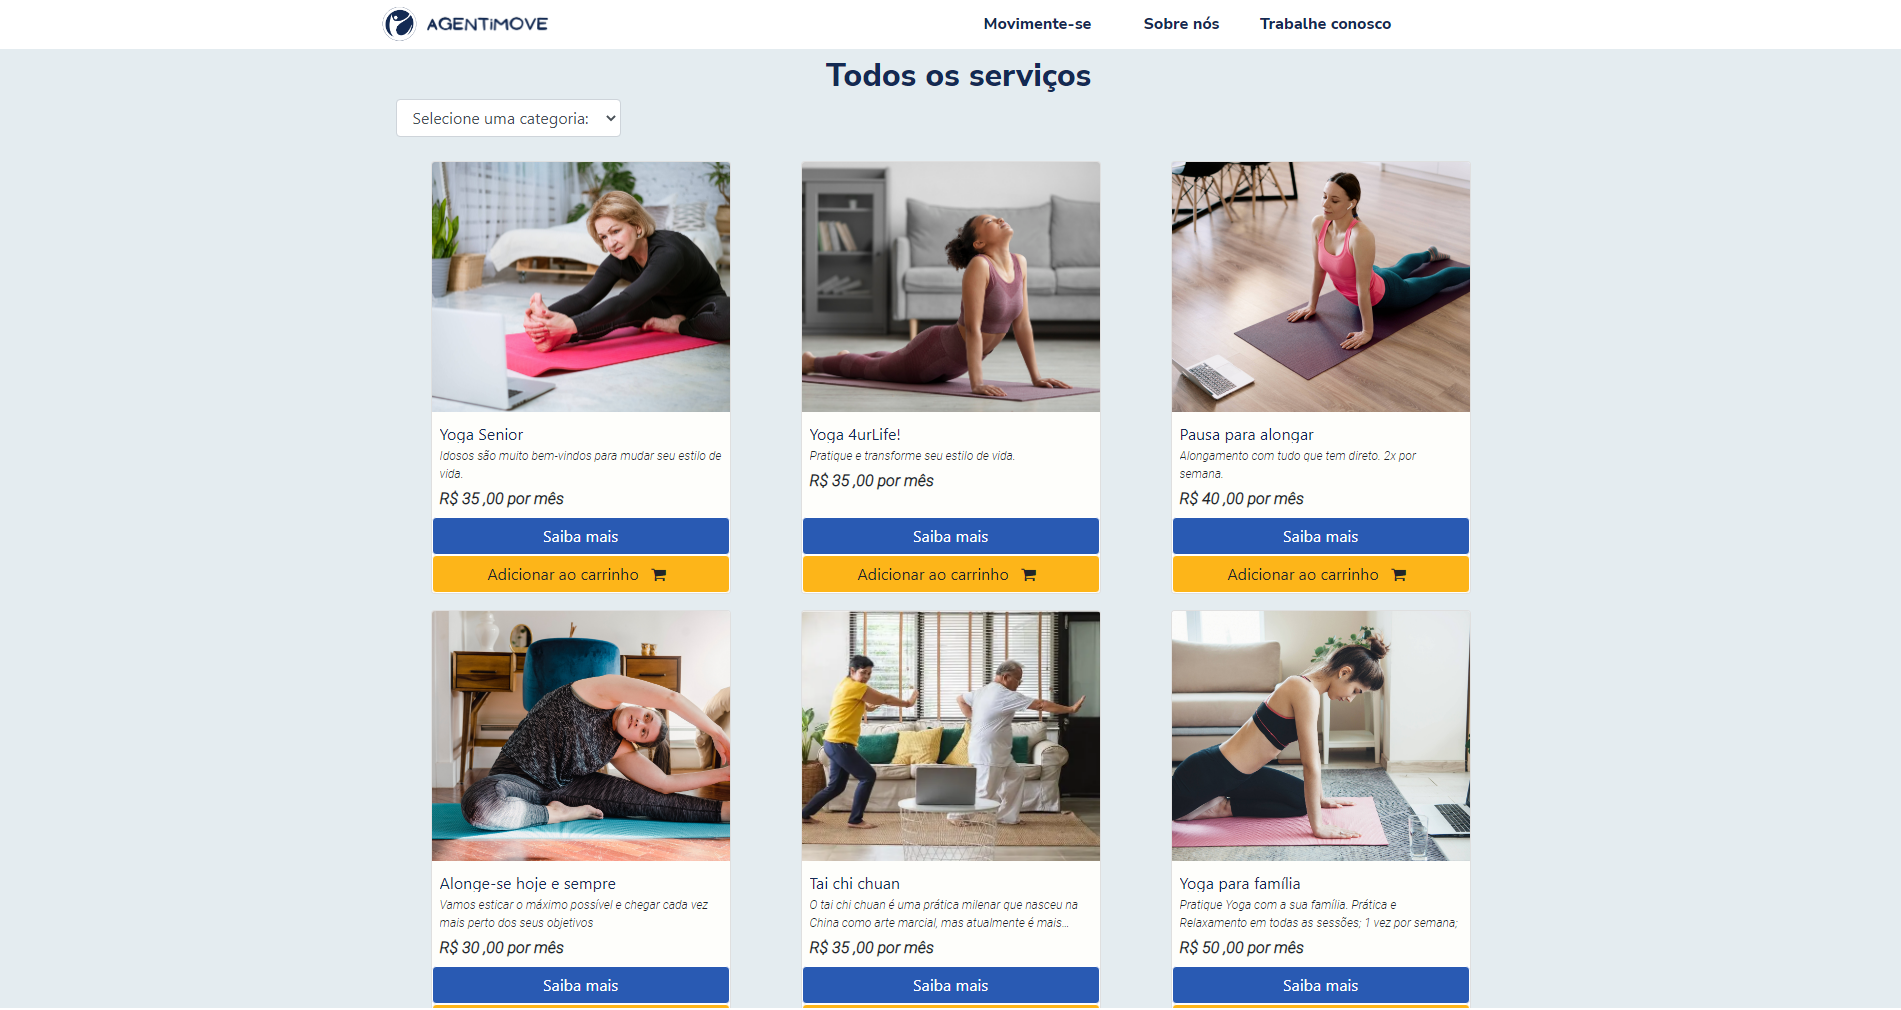 AGENTiMOVE
Movimente-se Sobre nós Trabalhe conosco
Todos os serviços
Selecione uma categoria:
Yoga Senior
Idosos são muito bem-vindos para mudar seu estilo de
vida.
R$ 35 ,00 por mês
Saiba mais
Adicionar ao carrinho
Yoga 4urLife!
Pratique e transforme seu estilo de vida.
R$ 35 ,00 por mês
Saiba mais
Adicionar ao carrinho
Pausa para alongar
Alongamento com tudo que tem direto. 2x por
semana.
R$ 40 ,00 por mês
Saiba mais
Adicionar ao carrinho
Alonge-se hoje e sempre
Vamos esticar o máximo possível e chegar cada vez
mais perto dos seus objetivos
R$ 30 ,00 por mês
Saiba mais
Tai chi chuan
O tai chi chuan é uma prática milenar que nasceu na
China como arte marcial, mas atualmente é mais...
R$ 35 ,00 por mês
Saiba mais
Yoga para família
Pratique Yoga com a sua família. Prática e
Relaxamento em todas as sessões; 1 vez por semana;
R$ 50 ,00 por mês
Saiba mais